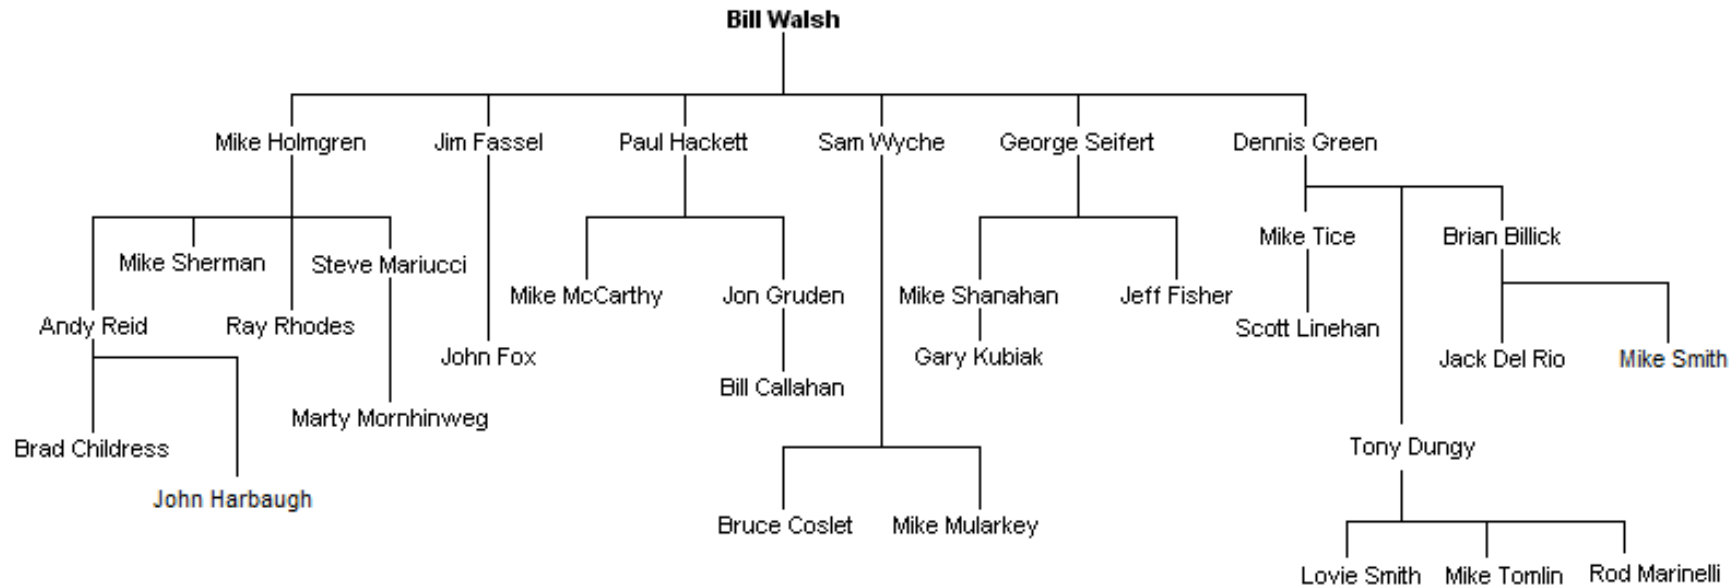 Bill Walsh
Mike Holmgren
Jim Fassel
Paul Hackett
Sam Wyche
George Seifert
Dennis Green
Mike Tice
Brian Billick
Mike Sherman
Steve Mariucci
Mike McCarthy
Jon Gruden
Mike Shanahan
Jeff Fisher
Andy Reid
Ray Rhodes
Scott Linehan
John Fox
Gary Kubiak
Jack Del Rio
Mike Smith
Bill Callahan
Marty Mornhinweg
Brad Childress
Tony Dungy
John Harbaugh
Bruce Coslet
Mike Mularkey
Lovie Smith
Mike Tomlin
Rod Marinelli